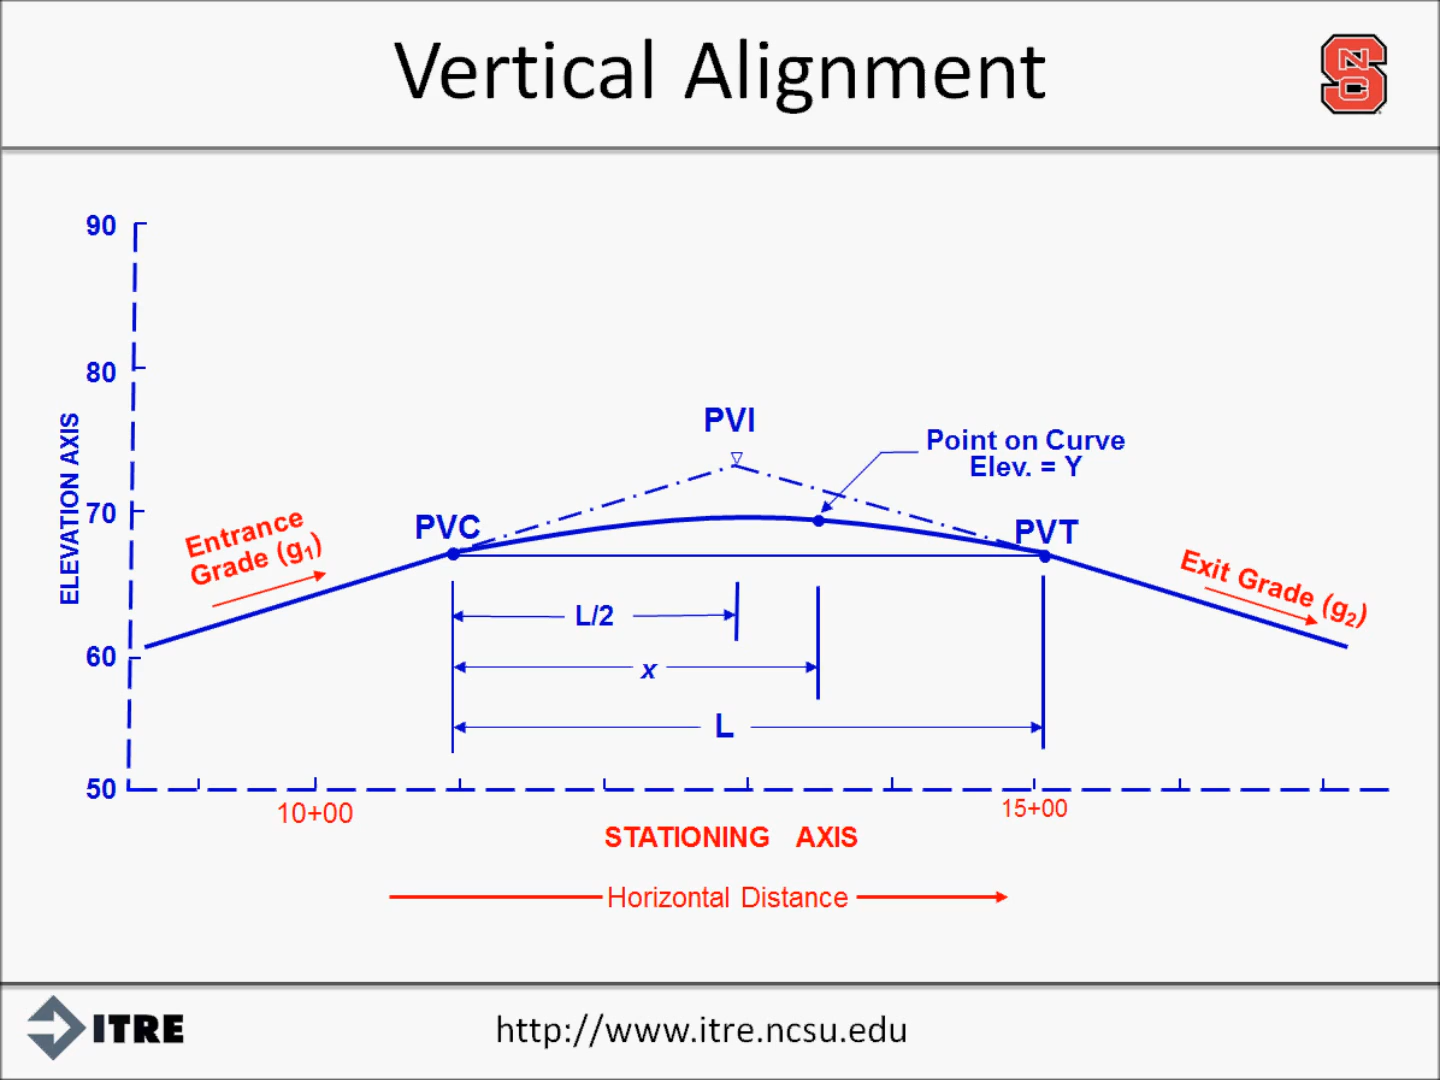 Vertical Alignment
NC
S
90
80
70
60
50
ELEVATION AXIS
PVI
Point on Curve
Elev. = Y
PVC
PVT
Entrance
Grade (g₁)
Exit Grade (g₂)
L/2
x
L
10+00
15+00
STATIONING AXIS
Horizontal Distance
ITRE
http://www.itre.ncsu.edu